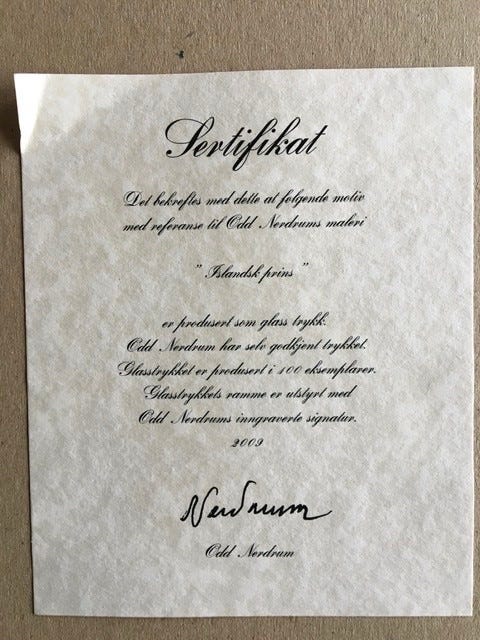 Sertifikat
Det bekreftes med dette at følgende motiv
med referanse til Odd Nerdrums maleri
" Islandsk prins "
er produsert som glass trykk.
Odd Nerdrum har selv godkjent trykket.
Glasstrykket er produsert i 100 eksemplarer.
Glasstrykkets ramme er utstyrt med
Odd Nerdrums inngraverte signatur.
2009
Nerdrum
Odd Nerdrum